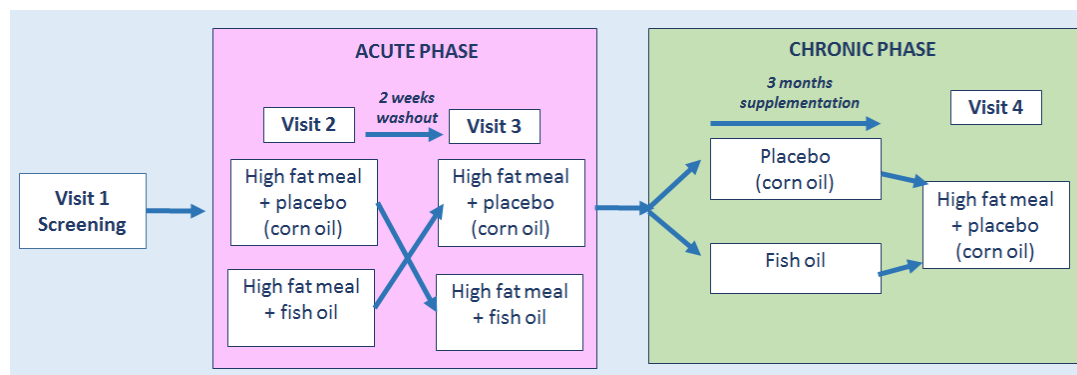 Visit 1
Screening
ACUTE PHASE
Visit 2
2 weeks
washout
Visit 3
High fat meal
+ placebo
(corn oil)
High fat meal
+ placebo
(corn oil)
High fat meal
+ fish oil
High fat meal
+ fish oil
CHRONIC PHASE
3 months
supplementation
Visit 4
Placebo
(corn oil)
Fish oil
High fat meal
+ placebo
(corn oil)